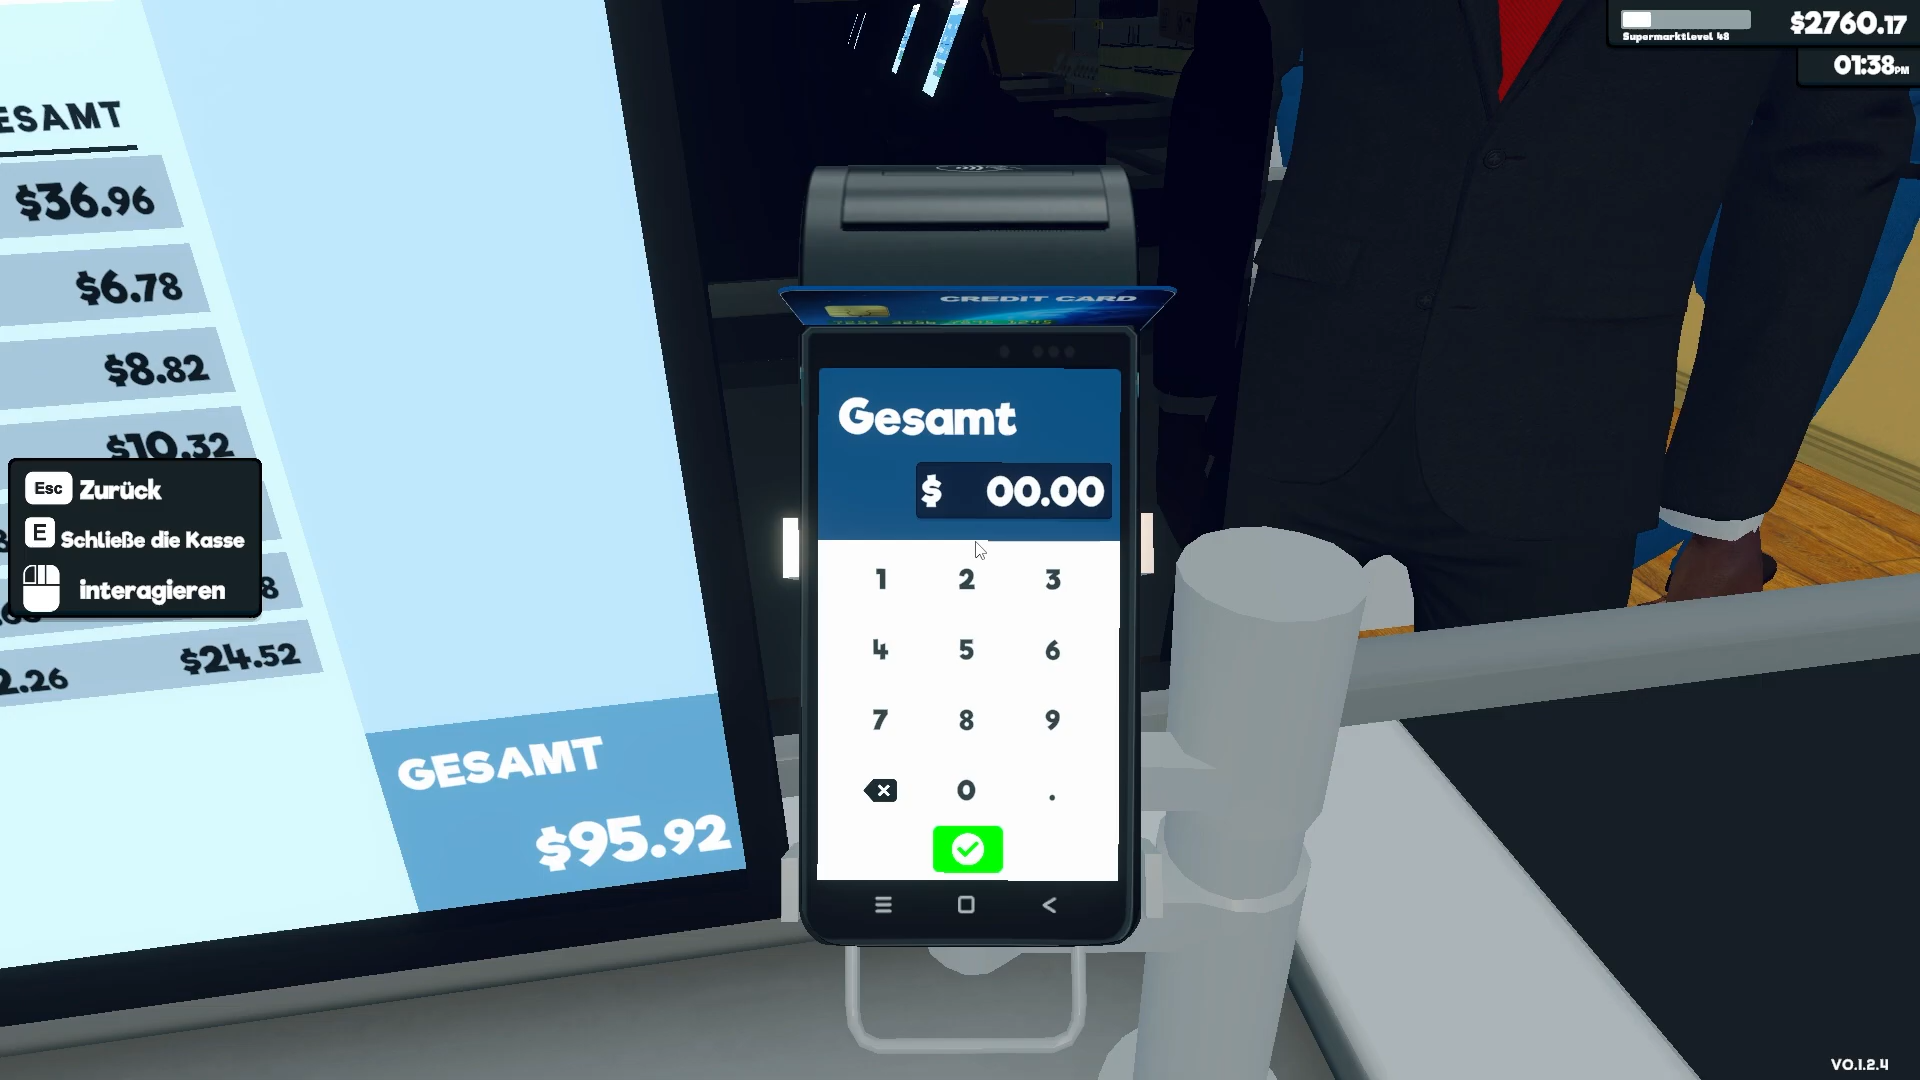 $2760.17
Supermarktlevel 48
01:38PM
ESAMT
$36.96
$6.78
$8.82
$10.32
8
2.26 $24.52
GESAMT
$95.92
Esc Zurück
E Schließe die Kasse
interagieren
CREDIT CARD
Gesamt
$ 00.00
1 2 3
4 5 6
7 8 9
0 .
V0.1.2.4